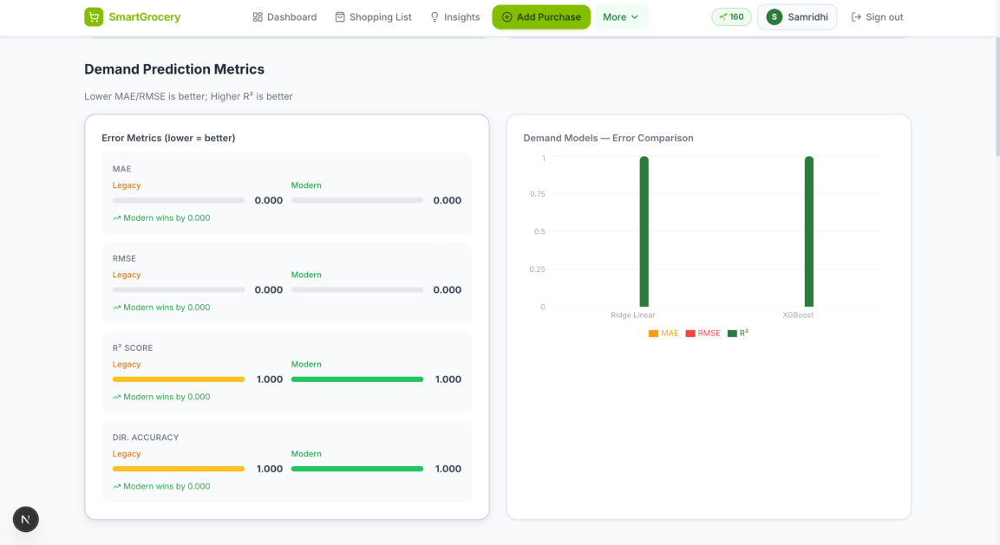 SmartGrocery
Dashboard
Shopping List
Insights
Add Purchase
More
160
S
Samridhi
Sign out
Demand Prediction Metrics
Lower MAE/RMSE is better; Higher R² is better
Error Metrics (lower = better)
MAE
Legacy
0.000
Modern
0.000
Modern wins by 0.000
RMSE
Legacy
0.000
Modern
0.000
Modern wins by 0.000
R² SCORE
Legacy
1.000
Modern
1.000
Modern wins by 0.000
DIR. ACCURACY
Legacy
1.000
Modern
1.000
Modern wins by 0.000
Demand Models — Error Comparison
1
0.75
0.5
0.25
0
Ridge Linear
XGBoost
MAE
RMSE
R²
N